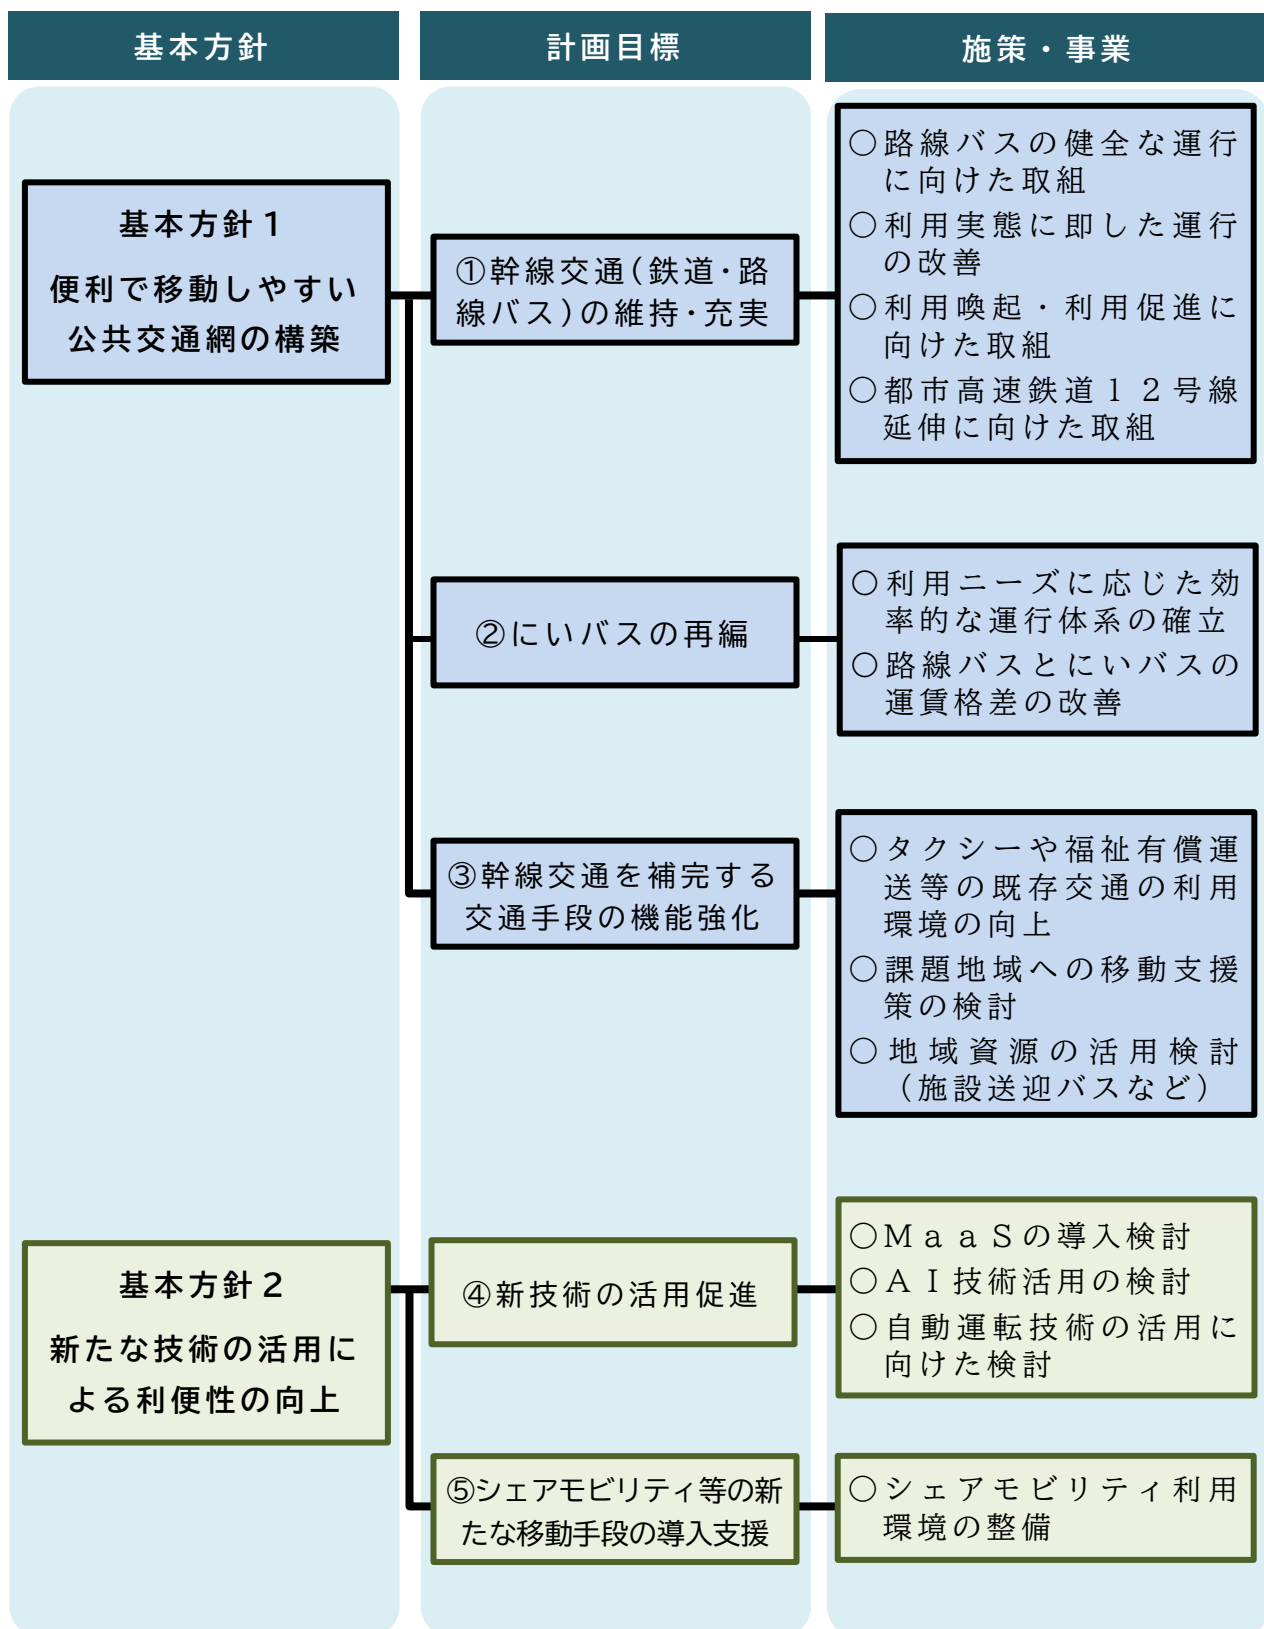 基本方針
計画目標
施策・事業
基本方針1
便利で移動しやすい
公共交通網の構築
①幹線交通(鉄道・路
線バス)の維持・充実
○路線バスの健全な運行
に向けた取組
○利用実態に即した運行
の改善
○利用喚起・利用促進に
向けた取組
○都市高速鉄道12号線
延伸に向けた取組
②にいバスの再編
○利用ニーズに応じた効
率的な運行体系の確立
○路線バスとにいバスの
運賃格差の改善
③幹線交通を補完する
交通手段の機能強化
○タクシーや福祉有償運
送等の既存交通の利用
環境の向上
○課題地域への移動支援
策の検討
○地域資源の活用検討
(施設送迎バスなど)
基本方針2
新たな技術の活用に
よる利便性の向上
④新技術の活用促進
○MaaSの導入検討
○AI技術活用の検討
○自動運転技術の活用に
向けた検討
⑤シェアモビリティ等の新
たな移動手段の導入支援
○シェアモビリティ利用
環境の整備